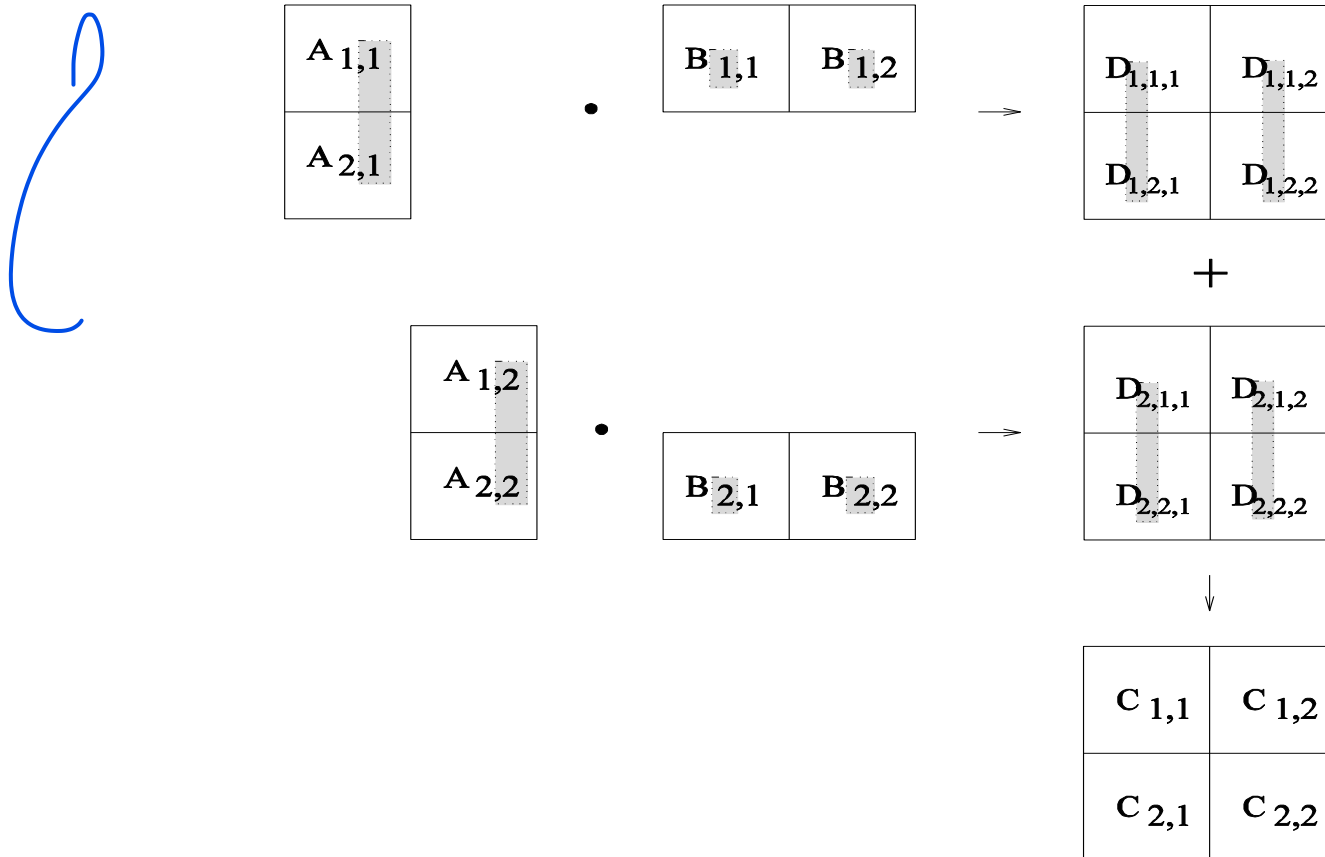 A 1,1 B 1,1 B 1,2 D 1,1,1 D 1,1,2
A 2,1 D 1,2,1 D 1,2,2
+
A 1,2 D 2,1,1 D 2,1,2
A 2,2 B 2,1 B 2,2 D 2,2,1 D 2,2,2
C 1,1 C 1,2
C 2,1 C 2,2